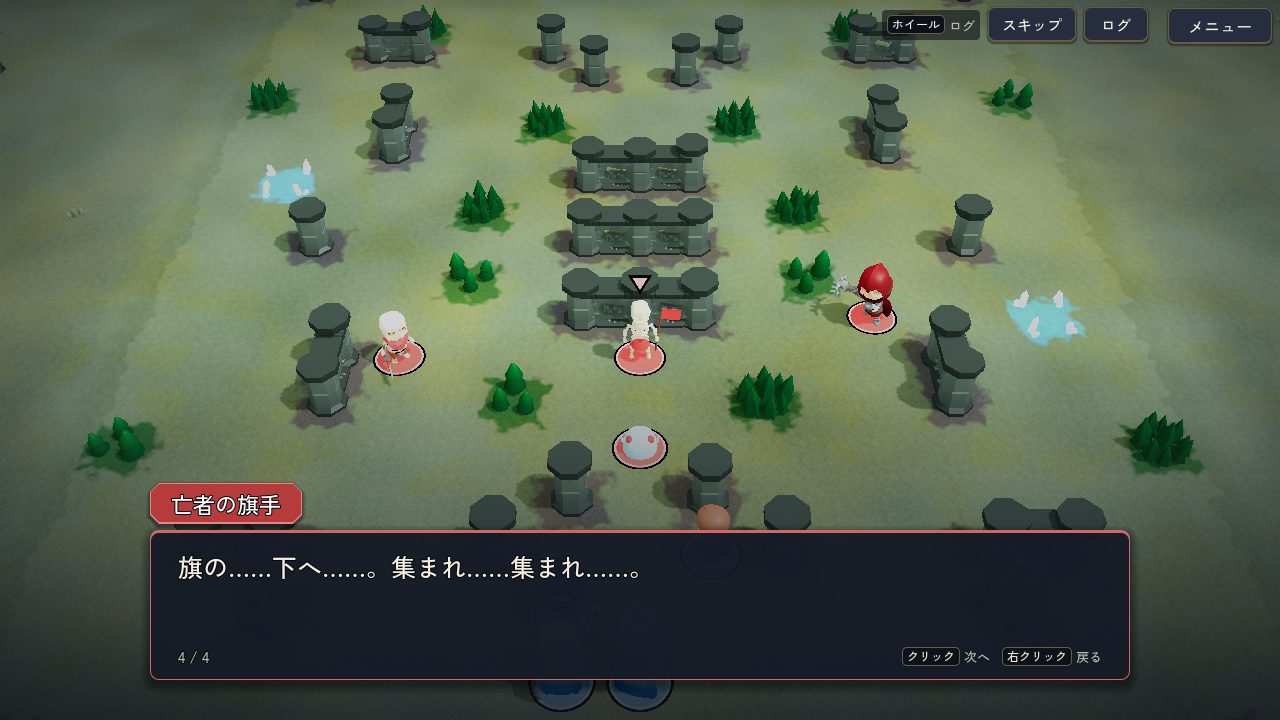 ホイール ログ スキップ ログ メニュー
亡者の旗手
旗の……下へ……。集まれ……集まれ……。
4 / 4
クリック 次へ 右クリック 戻る